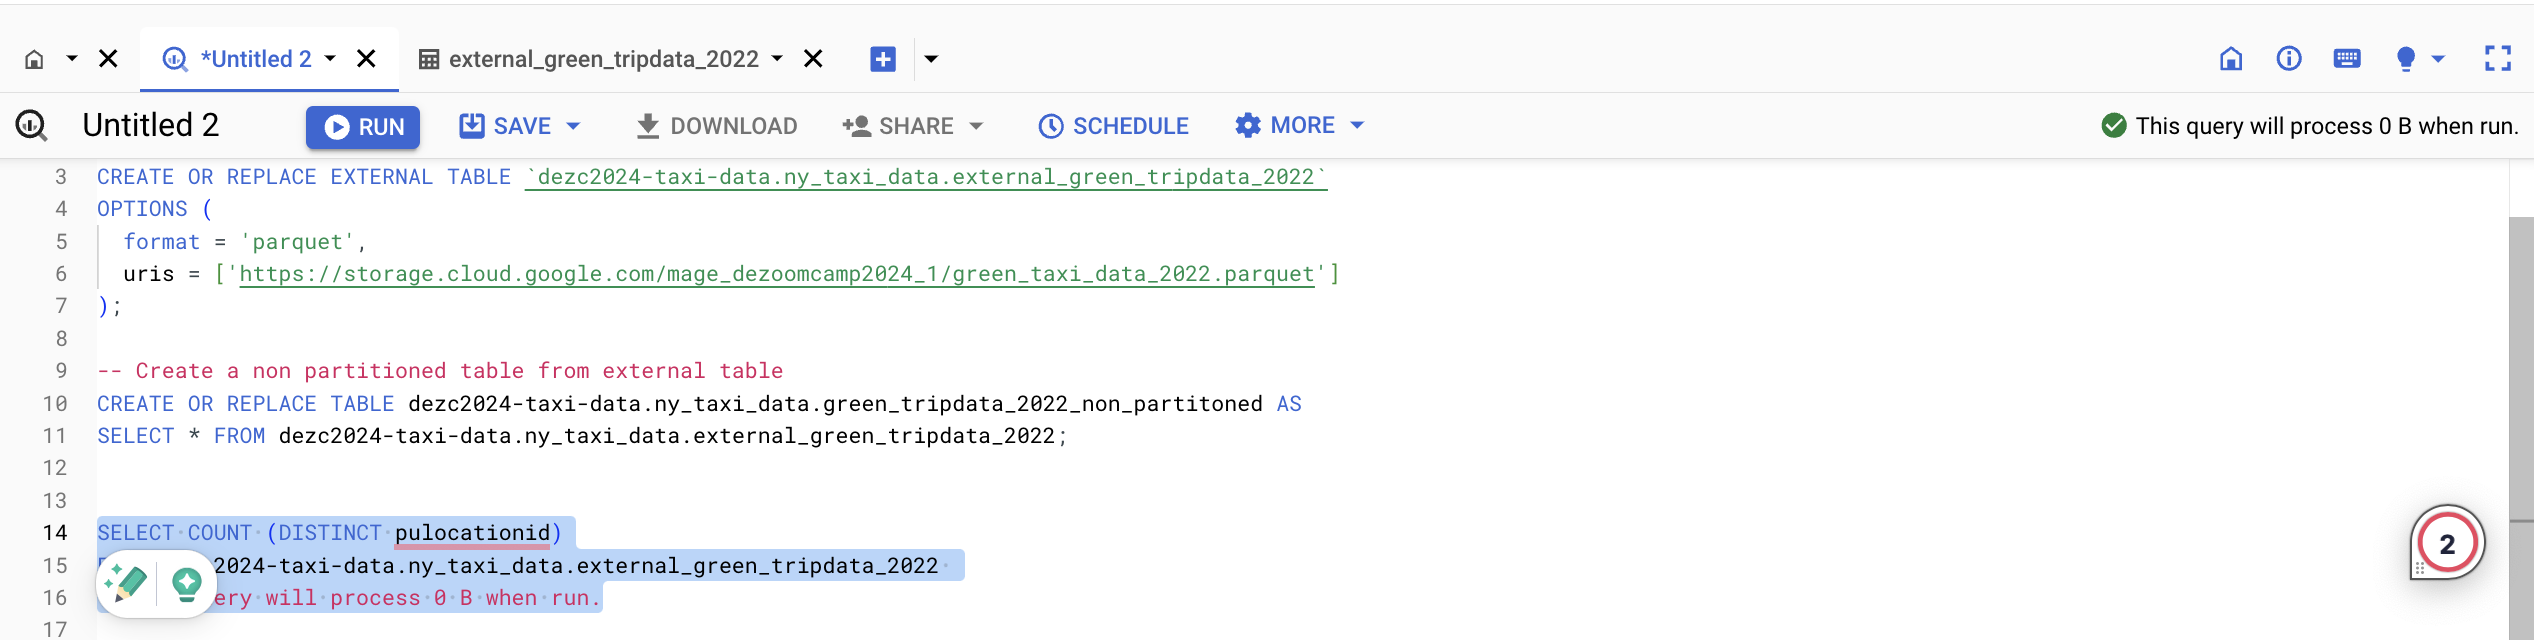 *Untitled 2
external_green_tripdata_2022
Untitled 2
RUN
SAVE
DOWNLOAD
SHARE
SCHEDULE
MORE
This query will process 0 B when run.
3 CREATE OR REPLACE EXTERNAL TABLE `dezc2024-taxi-data.ny_taxi_data.external_green_tripdata_2022`
4 OPTIONS (
5 format = 'parquet',
6 uris = ['https://storage.cloud.google.com/mage_dezoomcamp2024_1/green_taxi_data_2022.parquet']
7 );
8
9 -- Create a non partitioned table from external table
10 CREATE OR REPLACE TABLE dezc2024-taxi-data.ny_taxi_data.green_tripdata_2022_non_partitoned AS
11 SELECT * FROM dezc2024-taxi-data.ny_taxi_data.external_green_tripdata_2022;
12
13
14 SELECT COUNT (DISTINCT pulocationid)
15 2024-taxi-data.ny_taxi_data.external_green_tripdata_2022
16 ery will process 0 B when run.
17
2